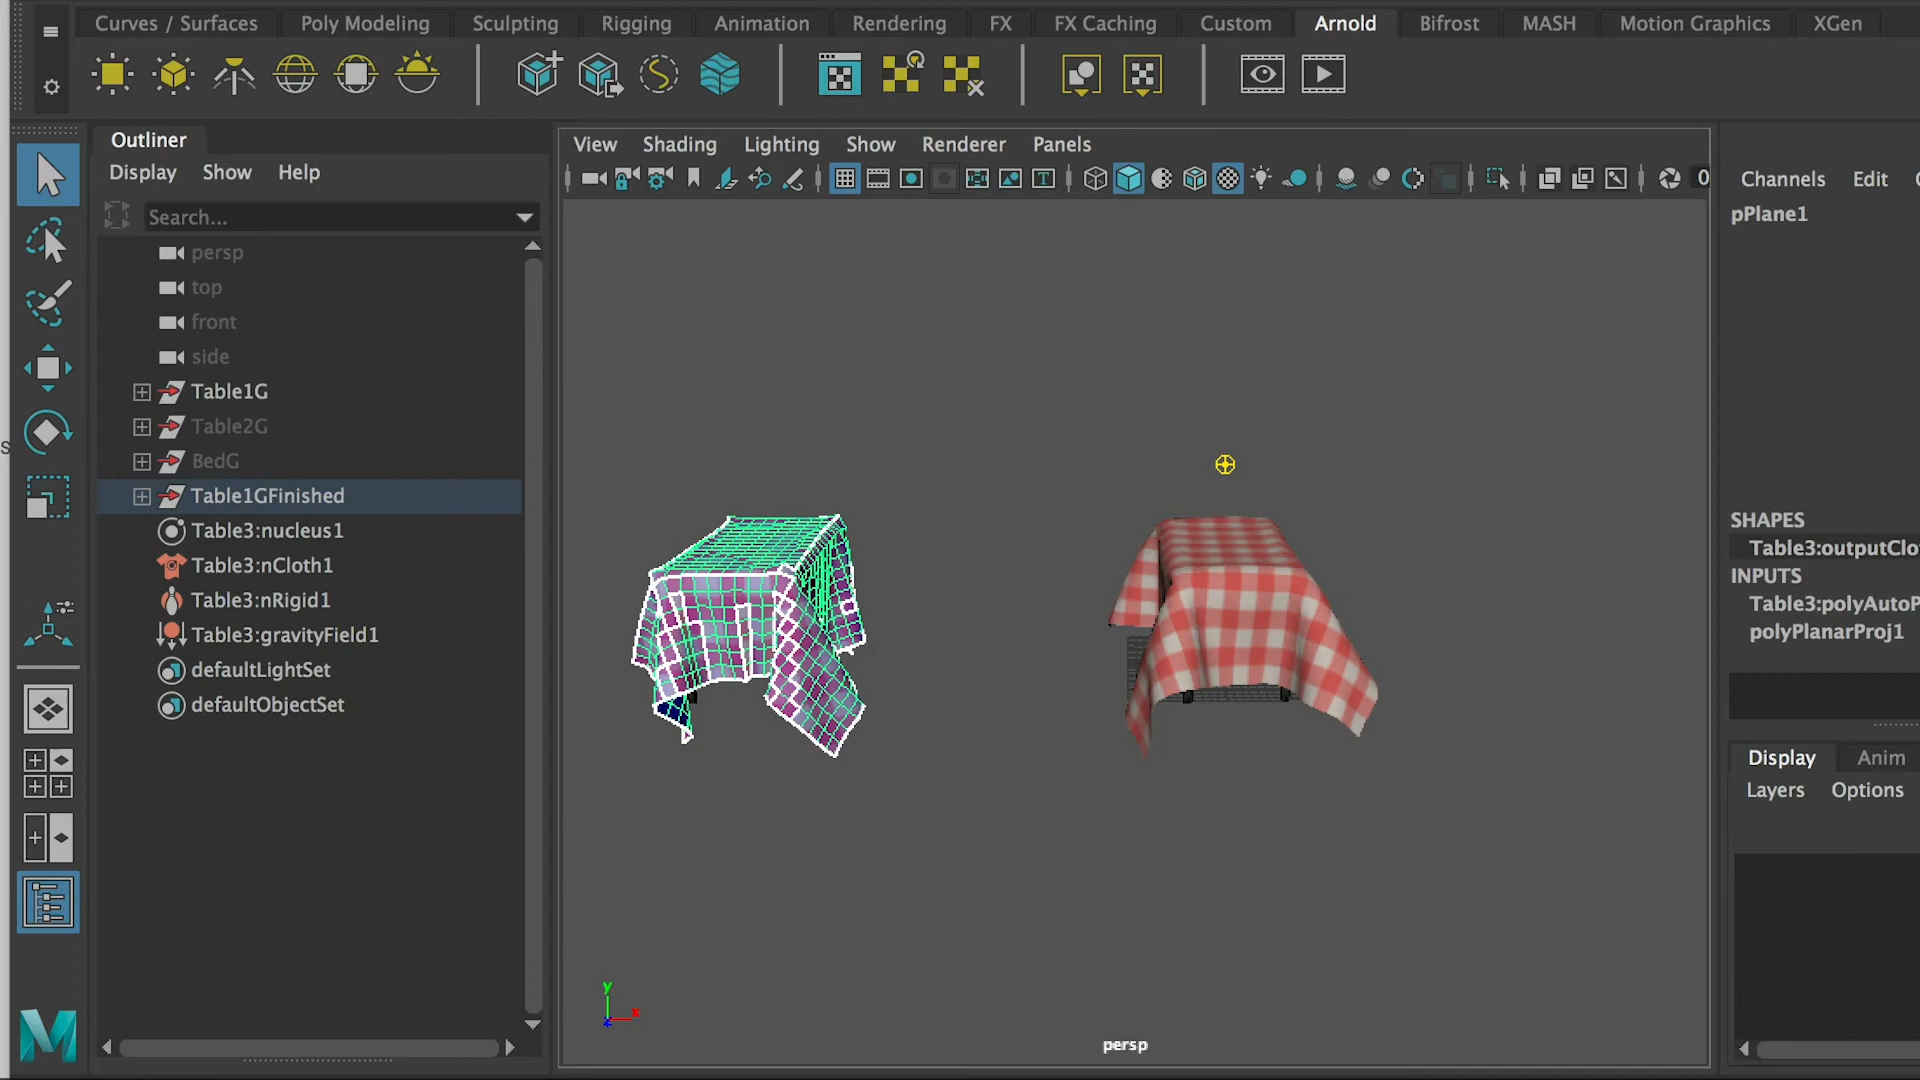 Curves / Surfaces Poly Modeling Sculpting Rigging Animation Rendering FX FX Caching Custom Arnold Bifrost MASH Motion Graphics XGen
Outliner
Display Show Help
Search...
persp
top
front
side
Table1G
Table2G
BedG
Table1GFinished
Table3:nucleus1
Table3:nCloth1
Table3:nRigid1
Table3:gravityField1
defaultLightSet
defaultObjectSet
View Shading Lighting Show Renderer Panels
0
y
x
z
persp
Channels Edit
pPlane1
SHAPES
Table3:outputClo
INPUTS
Table3:polyAutoP
polyPlanarProj1
Display Anim
Layers Options
M
S